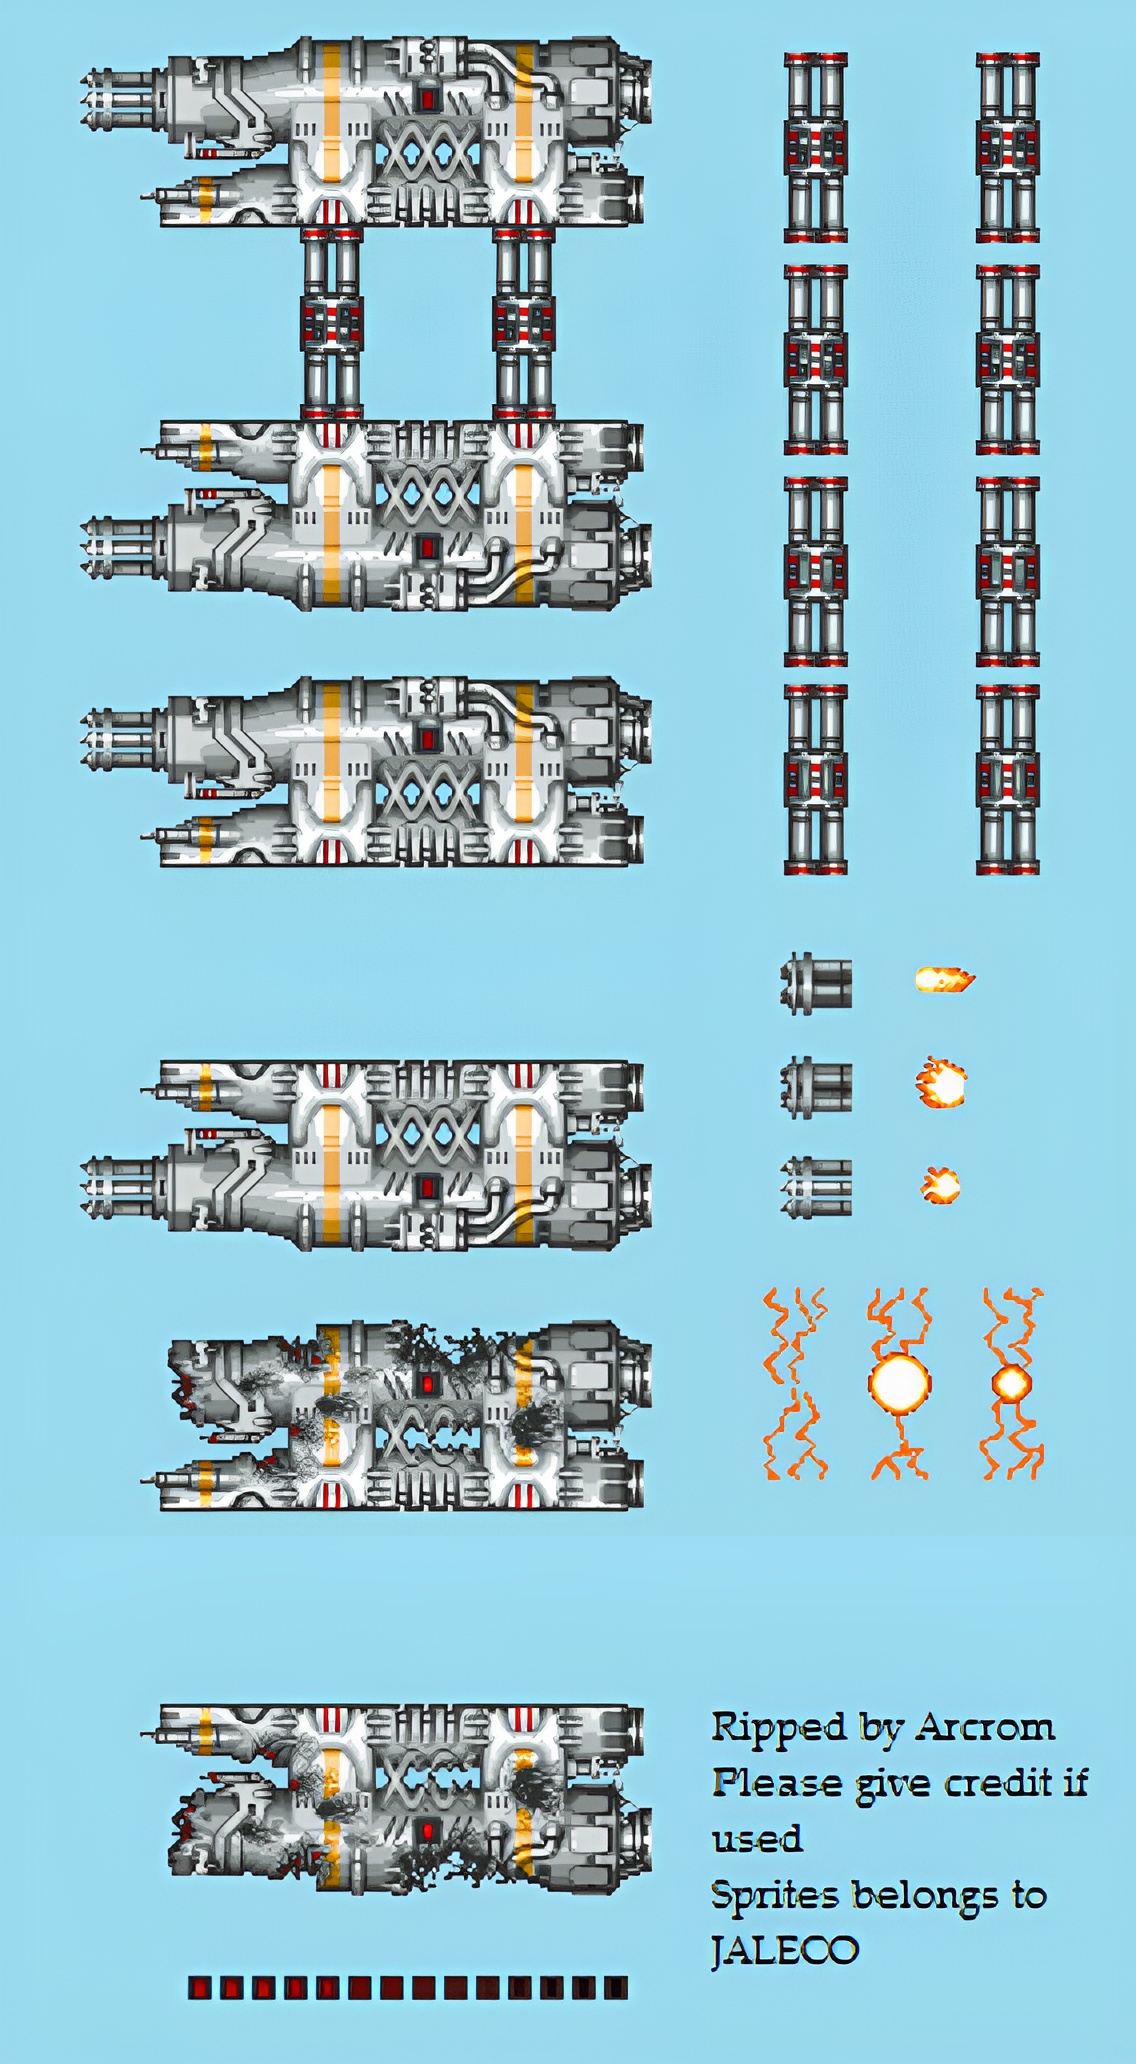 Ripped by Arcrom
Please give credit if
used
Sprites belongs to
JALECO